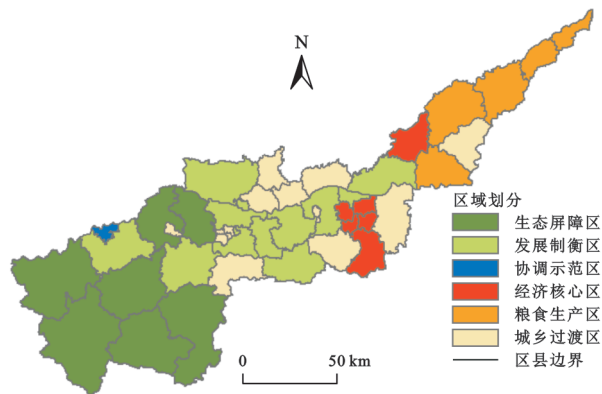 N
区域划分
生态屏障区
发展制衡区
协调示范区
经济核心区
粮食生产区
城乡过渡区
区县边界
0 50 km